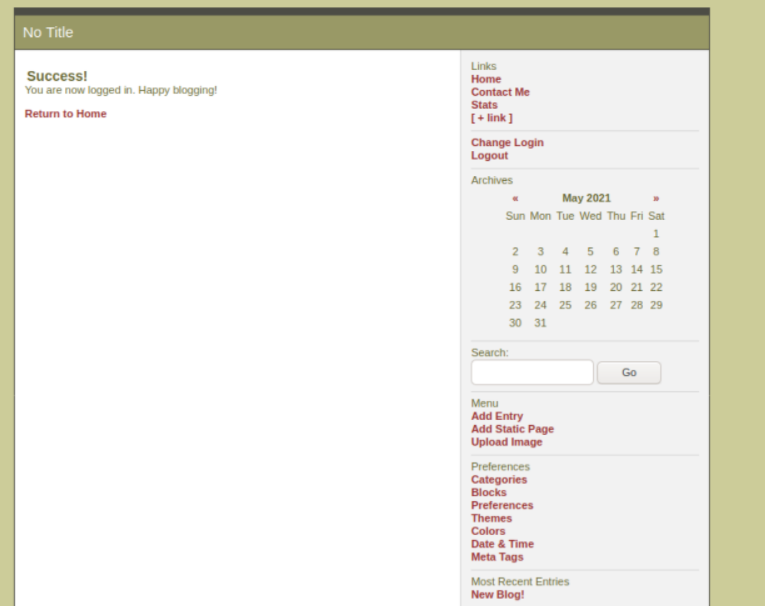 No Title
Success!
You are now logged in. Happy blogging!
Return to Home
Links
Home
Contact Me
Stats
[ + link ]
Change Login
Logout
Archives
« May 2021 »
Sun Mon Tue Wed Thu Fri Sat
1
2 3 4 5 6 7 8
9 10 11 12 13 14 15
16 17 18 19 20 21 22
23 24 25 26 27 28 29
30 31
Search:
Go
Menu
Add Entry
Add Static Page
Upload Image
Preferences
Categories
Blocks
Preferences
Themes
Colors
Date & Time
Meta Tags
Most Recent Entries
New Blog!